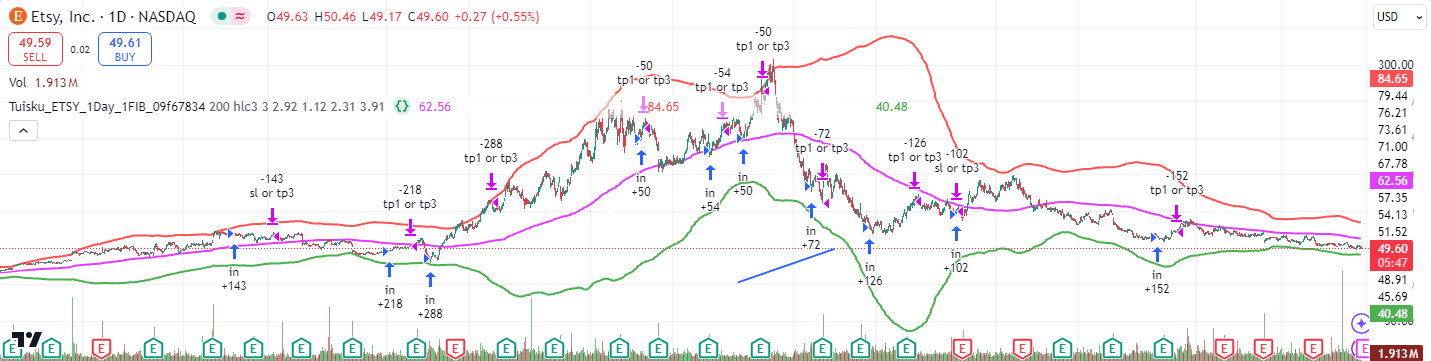 Etsy, Inc. · 1D · NASDAQ O49.63 H50.46 L49.17 C49.60 +0.27 (+0.55%)
USD
49.59
SELL
0.02
49.61
BUY
Vol 1.913M
Tuisku_ETSY_1Day_1FIB_09f67834 200 hlc3 3 2.92 1.12 2.31 3.91 {} 62.56 84.65 40.48
-143
sl or tp3
-218
tp1 or tp3
-288
tp1 or tp3
-50
tp1 or tp3
-54
tp1 or tp3
-50
tp1 or tp3
-72
tp1 or tp3
-126
tp1 or tp3
-102
sl or tp3
-152
tp1 or tp3
in
+143
in
+218
in
+288
in
+50
in
+54
in
+50
in
+72
in
+126
in
+102
in
+152
300.00
84.65
79.44
76.21
73.61
71.00
67.78
62.56
57.35
54.13
51.52
49.60
05:47
48.91
45.69
40.48
1.913M
E E E E E E E E E E E E E E E E E E E E E E E E E E E E